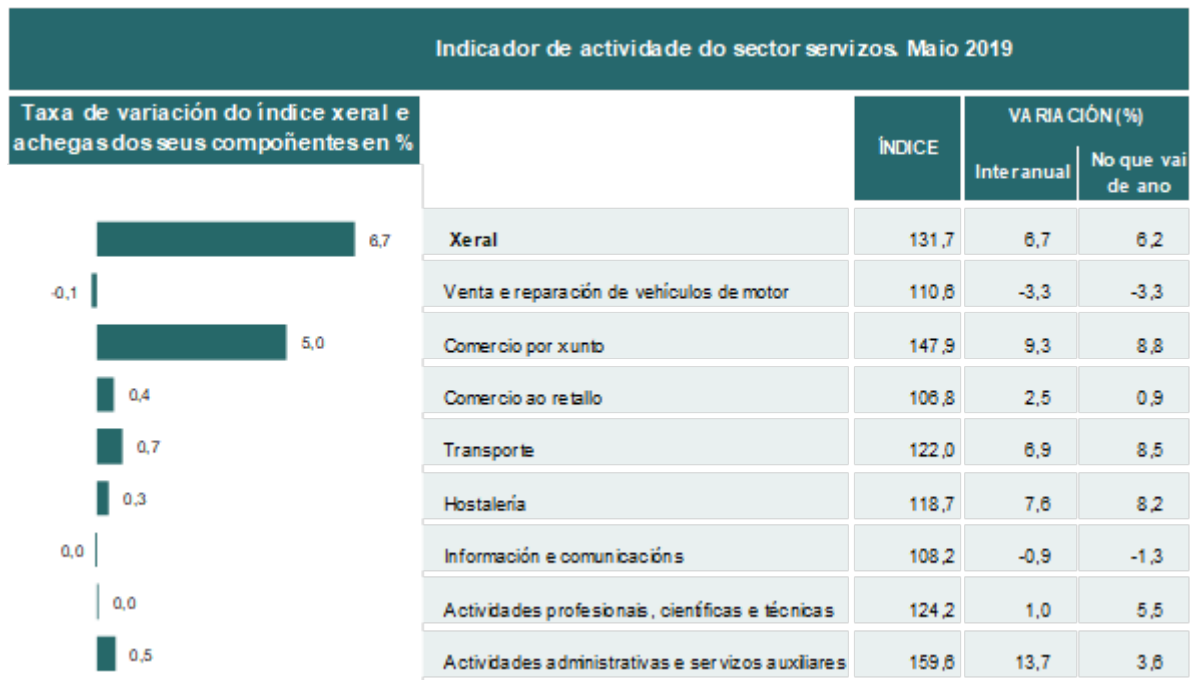 Indicador de actividade do sector servizos. Maio 2019
Taxa de variación do índice xeral e
achegas dos seus compoñentes en %
ÍNDICE
VARIACIÓN (%)
Interanual
No que vai
de ano
6,7 Xeral 131,7 6,7 6,2
-0,1 Venta e reparación de vehículos de motor 110,6 -3,3 -3,3
5,0 Comercio por xunto 147,9 9,3 8,8
0,4 Comercio ao retallo 106,8 2,5 0,9
0,7 Transporte 122,0 6,9 8,5
0,3 Hostalería 118,7 7,6 8,2
0,0 Información e comunicacións 108,2 -0,9 -1,3
0,0 Actividades profesionais, científicas e técnicas 124,2 1,0 5,5
0,5 Actividades administrativas e servizos auxiliares 159,6 13,7 3,6